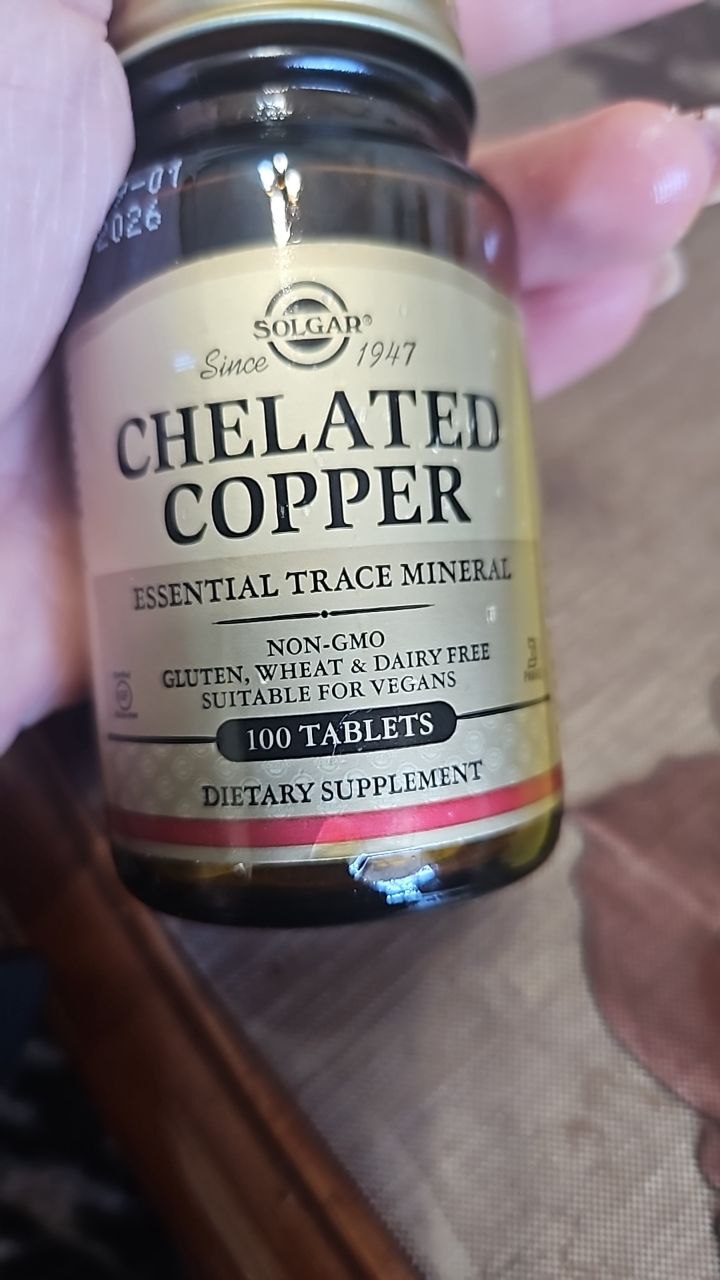 -09
2026
SOLGAR®
Since 1947
CHELATED
COPPER
ESSENTIAL TRACE MINERAL
NON-GMO
GLUTEN, WHEAT & DAIRY FREE
SUITABLE FOR VEGANS
100 TABLETS
DIETARY SUPPLEMENT